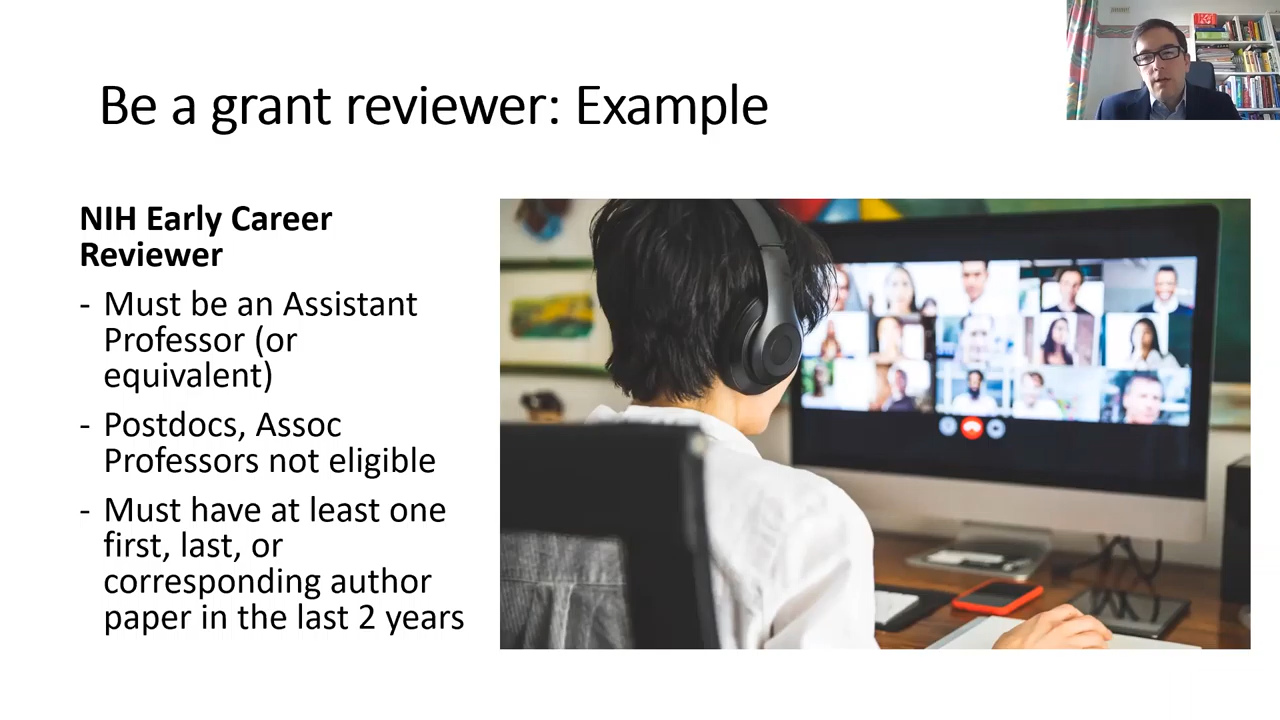 Be a grant reviewer: Example
NIH Early Career
Reviewer
- Must be an Assistant
Professor (or
equivalent)
- Postdocs, Assoc
Professors not eligible
- Must have at least one
first, last, or
corresponding author
paper in the last 2 years